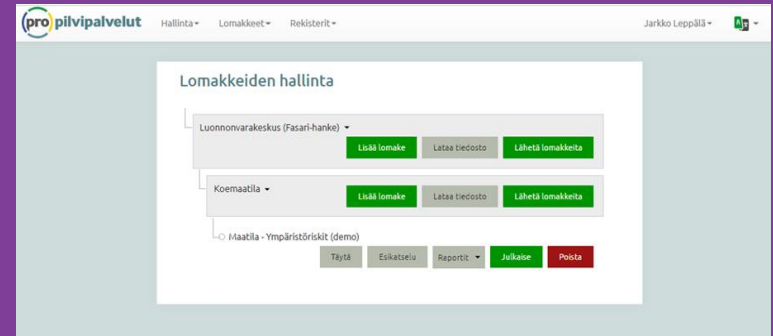 (pro) pilvipalvelut Hallinta Lomakkeet Rekisterit Jarkko Leppälä
Lomakkeiden hallinta
Luonnonvarakeskus (Fasari-hanke)
Lisää lomake Lataa tiedosto Lähetä lomakkeita
Koemaatila Lisää lomake Lataa tiedosto Lähetä lomakkeita
Maatila - Ympäristöriskit (demo)
Täytä Esikatselu Raportit Julkaise Poista